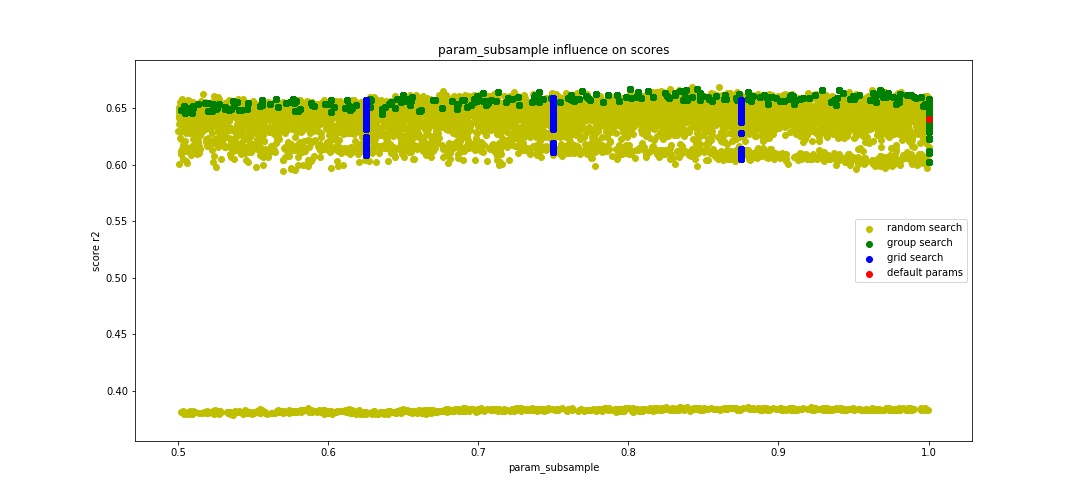 param_subsample influence on scores
score r2
0.65
0.60
0.55
0.50
0.45
0.40
random search
group search
grid search
default params
0.5 0.6 0.7 0.8 0.9 1.0
param_subsample